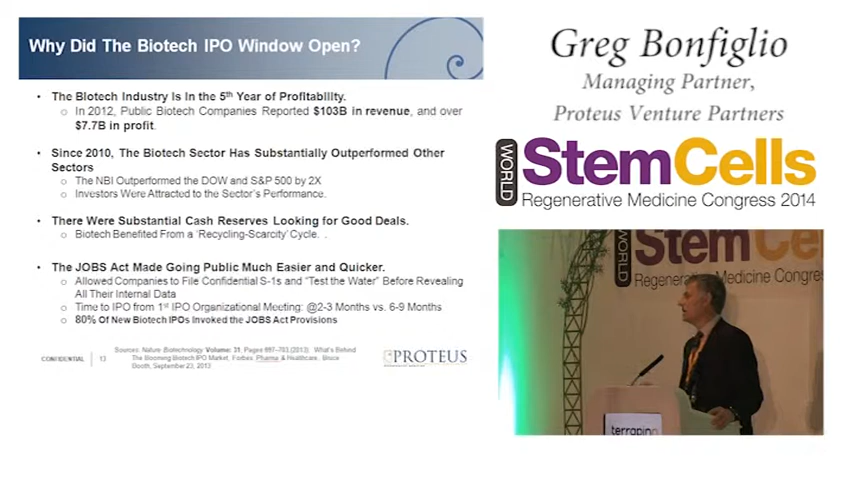 Why Did The Biotech IPO Window Open?
• The Biotech Industry Is In the 5th Year of Profitability.
o In 2012, Public Biotech Companies Reported $103B in revenue, and over
$7.7B in profit.
• Since 2010, The Biotech Sector Has Substantially Outperformed Other
Sectors
o The NBI Outperformed the DOW and S&P 500 by 2X
o Investors Were Attracted to the Sector's Performance.
• There Were Substantial Cash Reserves Looking for Good Deals.
o Biotech Benefited From a 'Recycling-Scarcity' Cycle. .
• The JOBS Act Made Going Public Much Easier and Quicker.
o Allowed Companies to File Confidential S-1s and "Test the Water" Before Revealing
All Their Internal Data
o Time to IPO from 1st IPO Organizational Meeting: @2-3 Months vs. 6-9 Months
o 80% Of New Biotech IPOs Invoked the JOBS Act Provisions
CONFIDENTIAL 13
Sources: Nature Biotechnology Volume: 31, Pages 697–703 (2013). What's Behind
The Booming Biotech IPO Market, Forbes, Pharma & Healthcare, Bruce
Booth, September 23, 2013
PROTEUS
Greg Bonfiglio
Managing Partner,
Proteus Venture Partners
WORLD
StemCells
Regenerative Medicine Congress 2014
WORLD
StemCells
Regenerative Medicine Congress
terrapinn